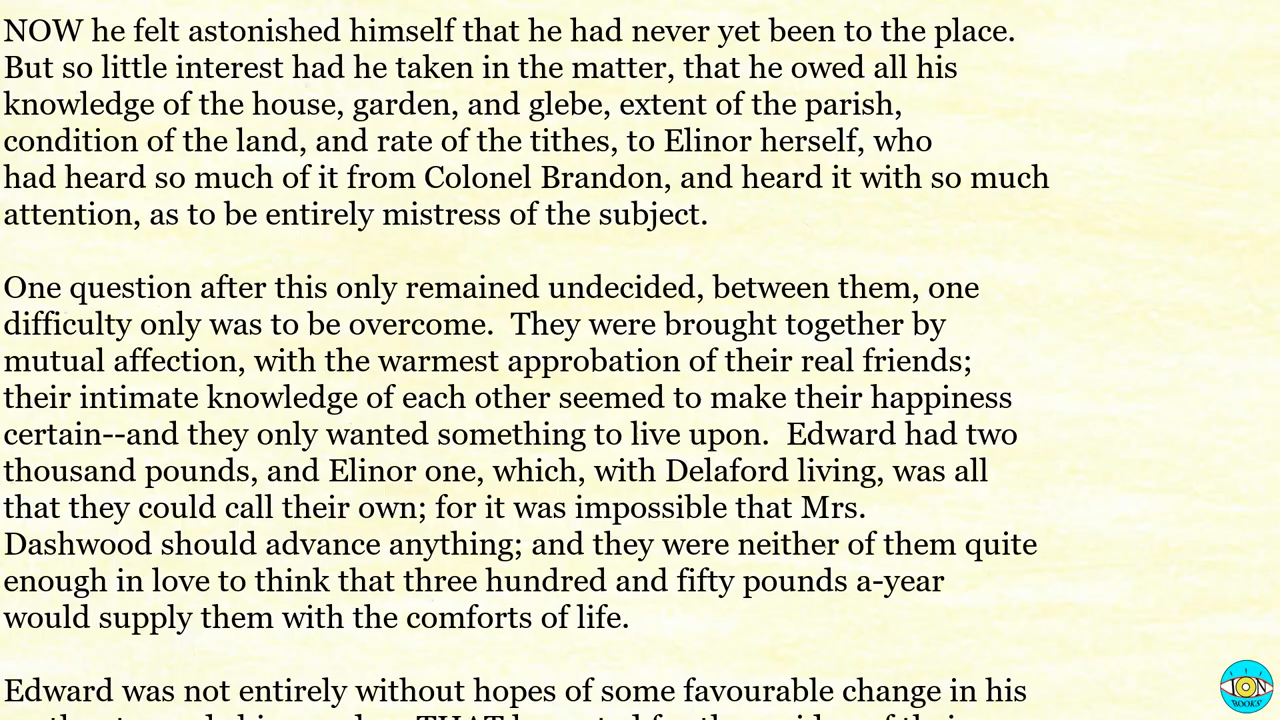 NOW he felt astonished himself that he had never yet been to the place.
But so little interest had he taken in the matter, that he owed all his
knowledge of the house, garden, and glebe, extent of the parish,
condition of the land, and rate of the tithes, to Elinor herself, who
had heard so much of it from Colonel Brandon, and heard it with so much
attention, as to be entirely mistress of the subject.
One question after this only remained undecided, between them, one
difficulty only was to be overcome.  They were brought together by
mutual affection, with the warmest approbation of their real friends;
their intimate knowledge of each other seemed to make their happiness
certain--and they only wanted something to live upon.  Edward had two
thousand pounds, and Elinor one, which, with Delaford living, was all
that they could call their own; for it was impossible that Mrs.
Dashwood should advance anything; and they were neither of them quite
enough in love to think that three hundred and fifty pounds a-year
would supply them with the comforts of life.
Edward was not entirely without hopes of some favourable change in his
THAT
ION
BOOKS